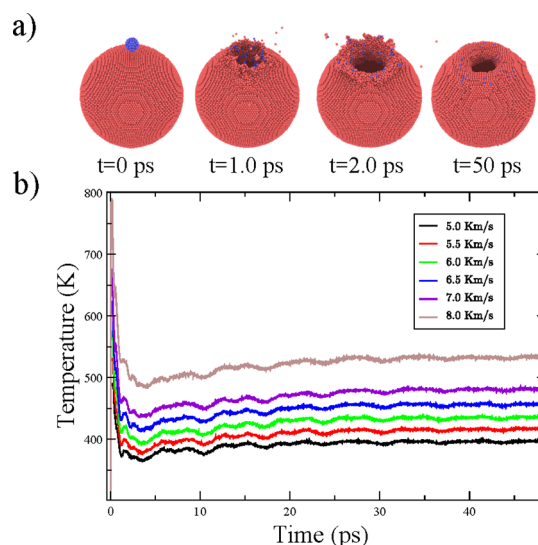 a)
t=0 ps t=1.0 ps t=2.0 ps t=50 ps
b)
800
700
600
500
400
Temperature (K)
5.0 Km/s
5.5 Km/s
6.0 Km/s
6.5 Km/s
7.0 Km/s
8.0 Km/s
0 10 20 30 40
Time (ps)